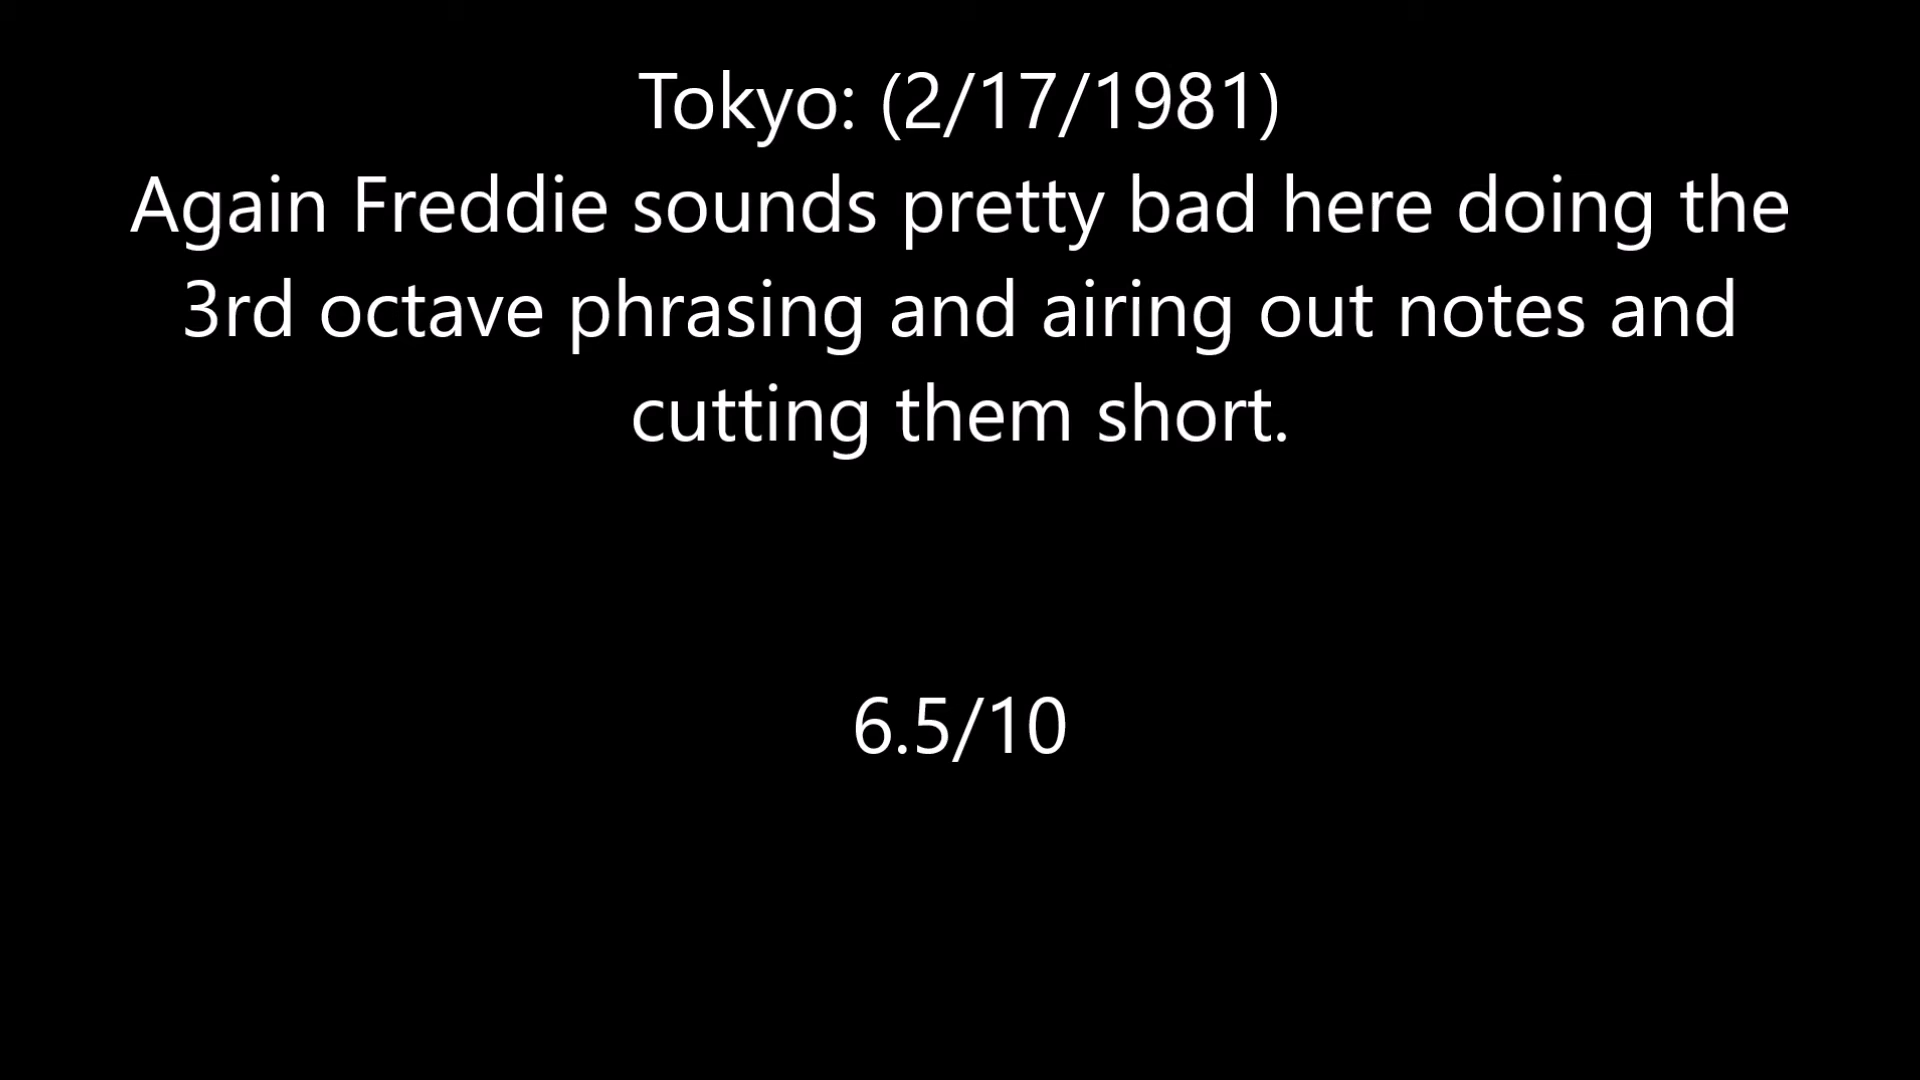 Tokyo: (2/17/1981)
Again Freddie sounds pretty bad here doing the
3rd octave phrasing and airing out notes and
cutting them short.
6.5/10